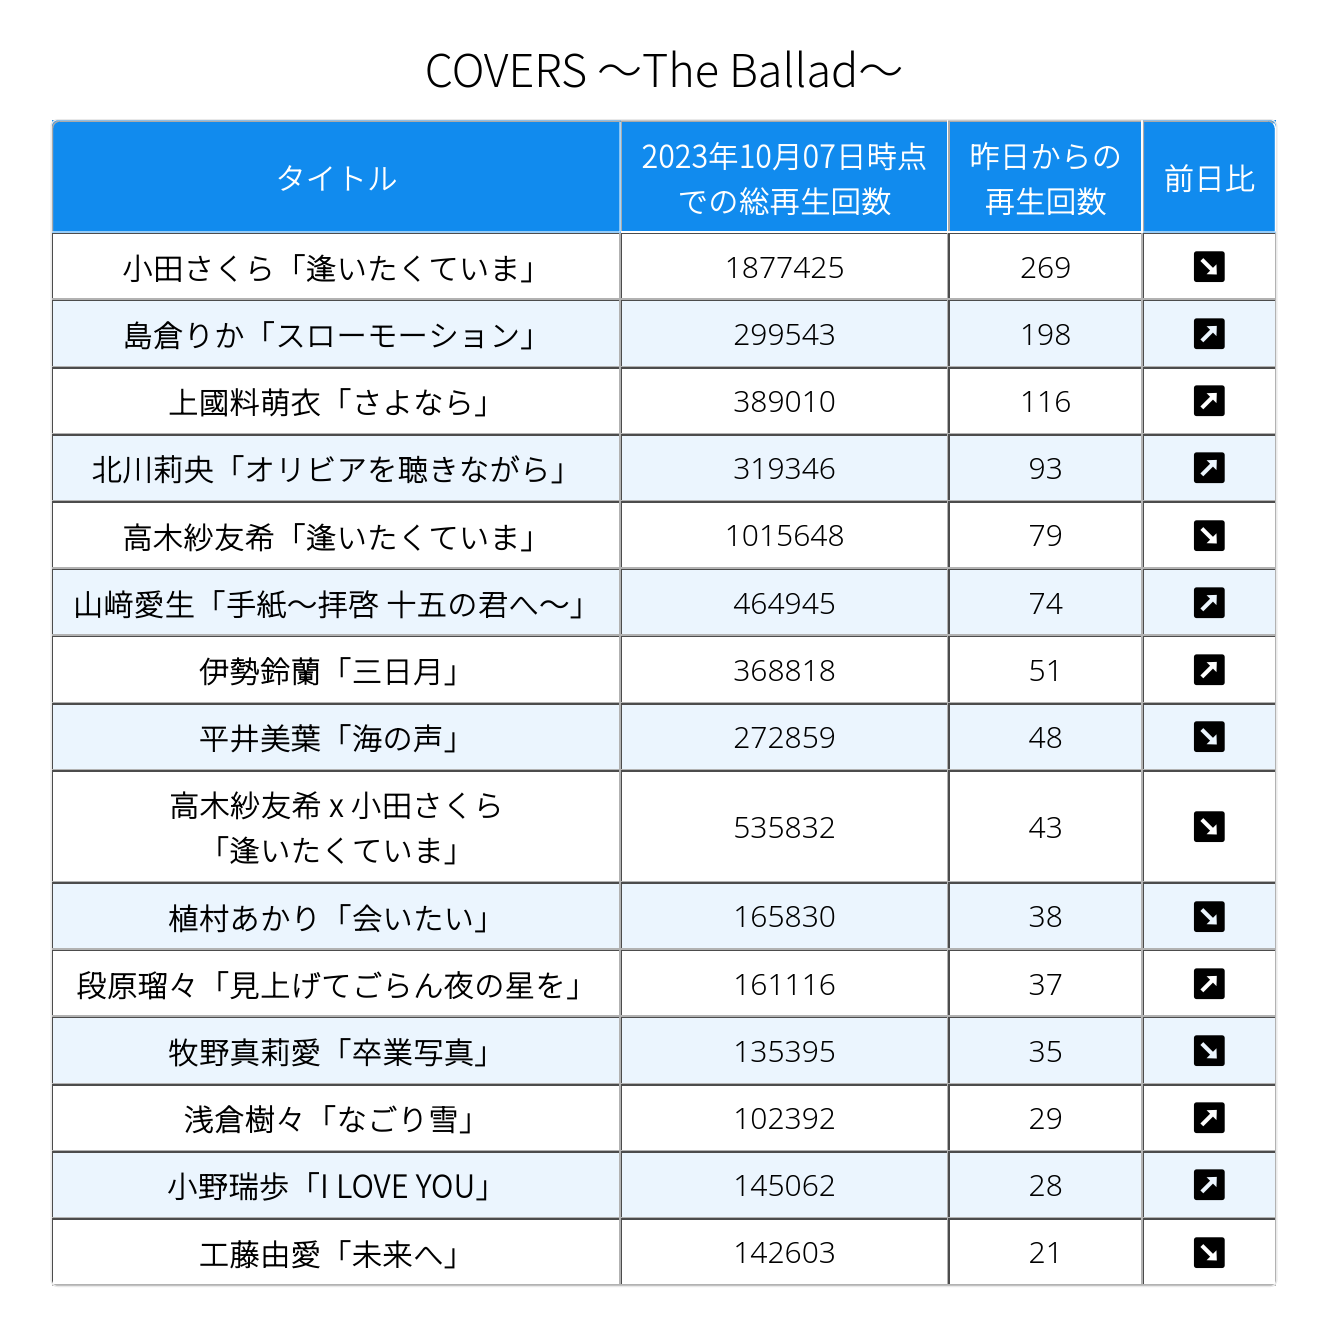 COVERS ～The Ballad～
タイトル
2023年10月07日時点
での総再生回数
昨日からの
再生回数
前日比
小田さくら「逢いたくていま」 1877425 269 ↘
島倉りか「スローモーション」 299543 198 ↗
上國料萌衣「さよなら」 389010 116 ↗
北川莉央「オリビアを聴きながら」 319346 93 ↗
高木紗友希「逢いたくていま」 1015648 79 ↘
山﨑愛生「手紙～拝啓 十五の君へ～」 464945 74 ↗
伊勢鈴蘭「三日月」 368818 51 ↗
平井美葉「海の声」 272859 48 ↘
高木紗友希 x 小田さくら
「逢いたくていま」 535832 43 ↘
植村あかり「会いたい」 165830 38 ↘
段原瑠々「見上げてごらん夜の星を」 161116 37 ↗
牧野真莉愛「卒業写真」 135395 35 ↘
浅倉樹々「なごり雪」 102392 29 ↗
小野瑞歩「I LOVE YOU」 145062 28 ↗
工藤由愛「未来へ」 142603 21 ↘